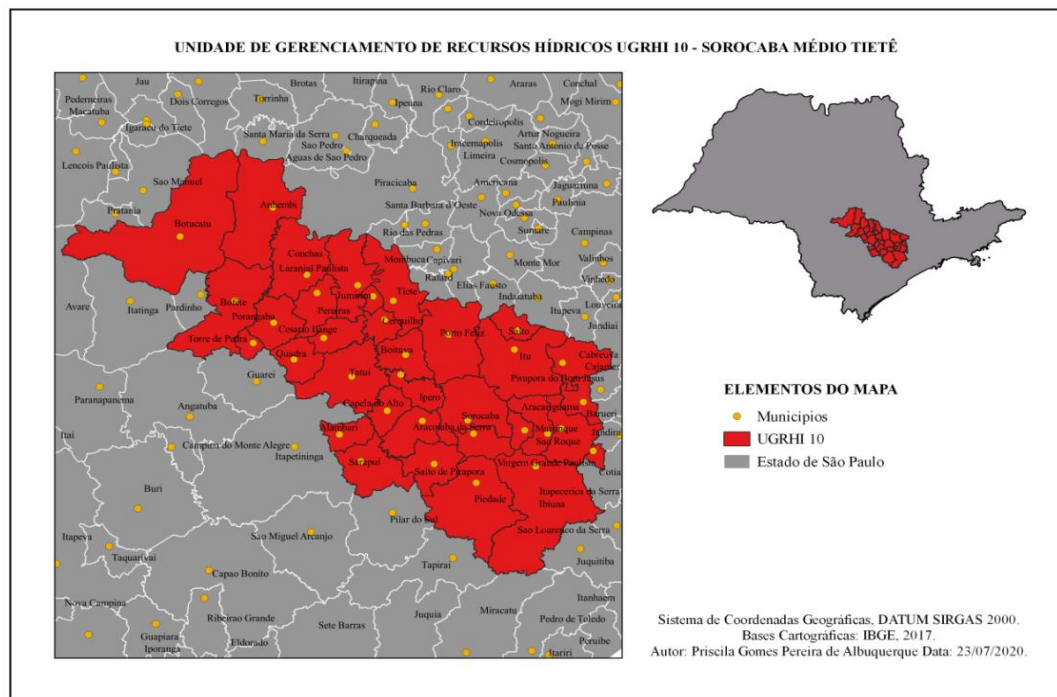 UNIDADE DE GERENCIAMENTO DE RECURSOS HÍDRICOS UGRHI 10 - SOROCABA MÉDIO TIETÊ
Jau
Brotas
Itirapina
Rio Claro
Araras
Conchal
Pederneiras
Dois Corregos
Torrinha
Ipeuna
Mogi Mirim
Macatuba
Igaracu do Tiete
Cordeiropolis
Santa Maria da Serra
Charqueada
Artur Nogueira
Sao Pedro
Iracemapolis
Santo Antonio de Posse
Lencois Paulista
Aguas de Sao Pedro
Limeira
Cosmopolis
Sao Manuel
Piracicaba
Americana
Jaguariuna
Pratania
Anhembi
Santa Barbara d'Oeste
Nova Odessa
Paulinia
Botucatu
Rio das Pedras
Sumare
Campinas
Conchas
Mombuca
Capivari
Monte Mor
Valinhos
Laranjal Paulista
Rafard
Elias Fausto
Vinhedo
Avare
Itatinga
Pardinho
Bofete
Pereiras
Jumirim
Tiete
Indaiatuba
Louveira
Porangaba
Cerquilho
Itupeva
Jundiai
Torre de Pedra
Cesario Lange
Porto Feliz
Salto
Quadra
Boituva
Itu
Cabreuva
Guarei
Tatui
Cajamar
Pirapora do Bom Jesus
Paranapanema
Angatuba
Capela do Alto
Ipero
Sorocaba
Aracariguama
Barueri
Itai
Campina do Monte Alegre
Alambari
Aracoiaba da Serra
Mairinque
Jandira
Itapetininga
Sao Roque
Sarapui
Salto de Pirapora
Vargem Grande Paulista
Cotia
Buri
Piedade
Itapecerica da Serra
Ibiuna
Pilar do Sul
Itapeva
Sao Miguel Arcanjo
Sao Lourenco da Serra
Taquarivai
Tapirai
Juquitiba
Capao Bonito
Nova Campina
Itanhaem
Ribeirao Grande
Juquia
Miracatu
Sete Barras
Pedro de Toledo
Guapiara
Eldorado
Peruibe
Iporanga
Itariri
ELEMENTOS DO MAPA
Municípios
UGRHI 10
Estado de São Paulo
Sistema de Coordenadas Geográficas, DATUM SIRGAS 2000.
Bases Cartográficas: IBGE, 2017.
Autor: Priscila Gomes Pereira de Albuquerque Data: 23/07/2020.